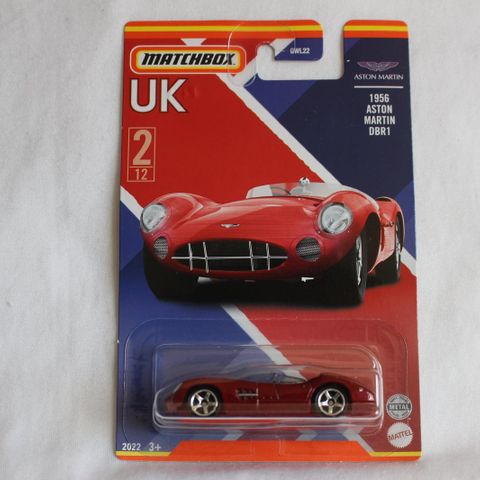 MATCHBOX
GWL22
ASTON MARTIN
UK
1956
ASTON
MARTIN
DBR1
2
12
METAL
MATTEL
2022 3+